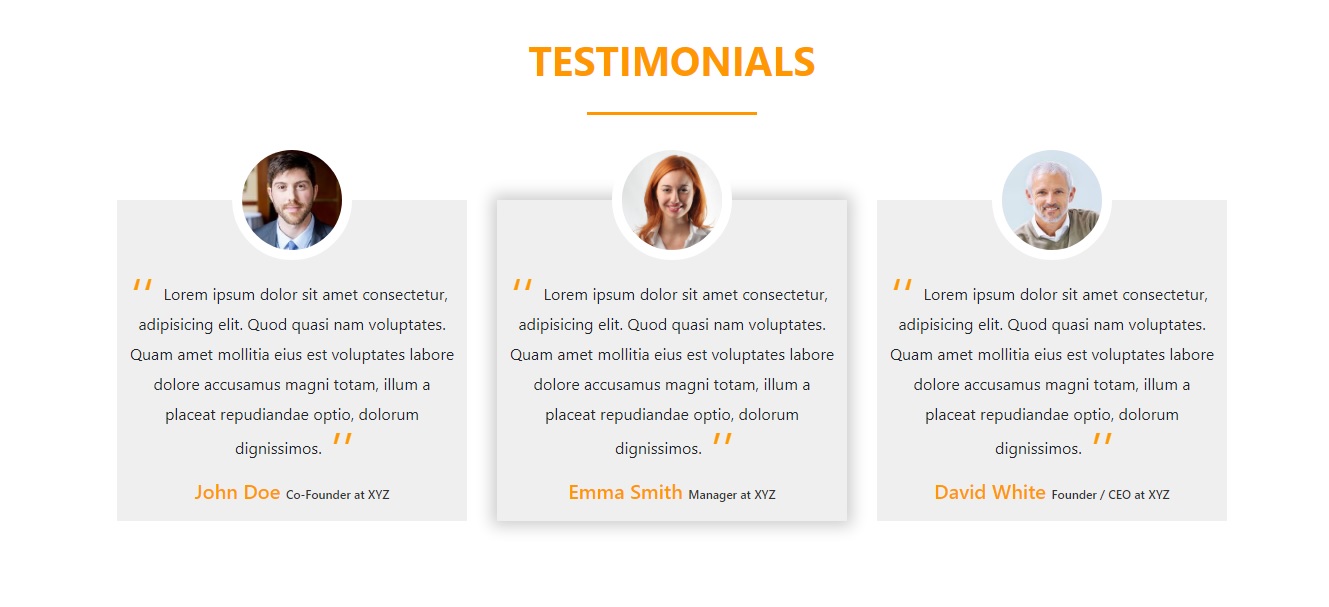 TESTIMONIALS
" Lorem ipsum dolor sit amet consectetur,
adipisicing elit. Quod quasi nam voluptates.
Quam amet mollitia eius est voluptates labore
dolore accusamus magni totam, illum a
placeat repudiandae optio, dolorum
dignissimos. "
John Doe Co-Founder at XYZ
" Lorem ipsum dolor sit amet consectetur,
adipisicing elit. Quod quasi nam voluptates.
Quam amet mollitia eius est voluptates labore
dolore accusamus magni totam, illum a
placeat repudiandae optio, dolorum
dignissimos. "
Emma Smith Manager at XYZ
" Lorem ipsum dolor sit amet consectetur,
adipisicing elit. Quod quasi nam voluptates.
Quam amet mollitia eius est voluptates labore
dolore accusamus magni totam, illum a
placeat repudiandae optio, dolorum
dignissimos. "
David White Founder / CEO at XYZ